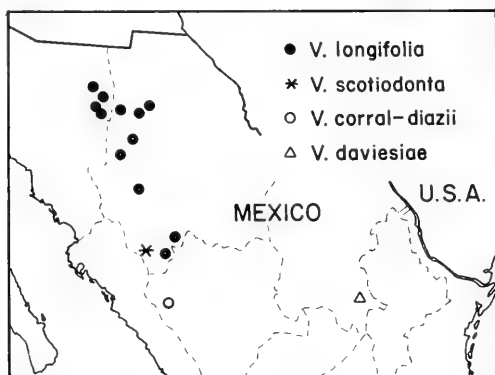 ● V. longifolia
* V. scotiodonta
○ V. corral-diazii
△ V. daviesiae
U.S.A.
MEXICO